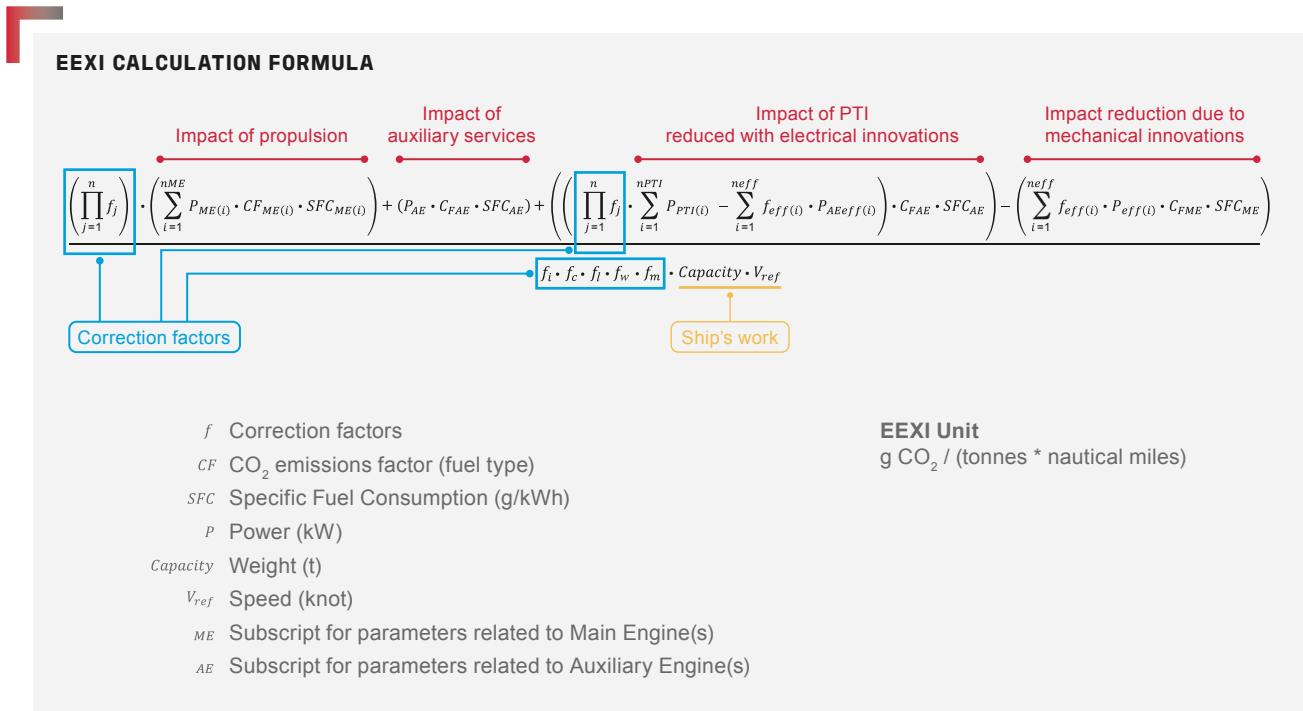 EEXI CALCULATION FORMULA
Impact of propulsion
Impact of
auxiliary services
Impact of PTI
reduced with electrical innovations
Impact reduction due to
mechanical innovations
(∏_{j=1}^{n} f_j) · (∑_{i=1}^{nME} P_{ME(i)} · CF_{ME(i)} · SFC_{ME(i)}) + (P_{AE} · C_{FAE} · SFC_{AE}) + ((∏_{j=1}^{n} f_j · ∑_{i=1}^{nPTI} P_{PTI(i)} − ∑_{i=1}^{neff} f_{eff(i)} · P_{AEeff(i)}) · C_{FAE} · SFC_{AE}) − (∑_{i=1}^{neff} f_{eff(i)} · P_{eff(i)} · C_{FME} · SFC_{ME})
f_i · f_c · f_l · f_w · f_m · Capacity · V_{ref}
Correction factors
Ship's work
f Correction factors
CF CO₂ emissions factor (fuel type)
SFC Specific Fuel Consumption (g/kWh)
P Power (kW)
Capacity Weight (t)
V_{ref} Speed (knot)
ME Subscript for parameters related to Main Engine(s)
AE Subscript for parameters related to Auxiliary Engine(s)
EEXI Unit
g CO₂ / (tonnes * nautical miles)